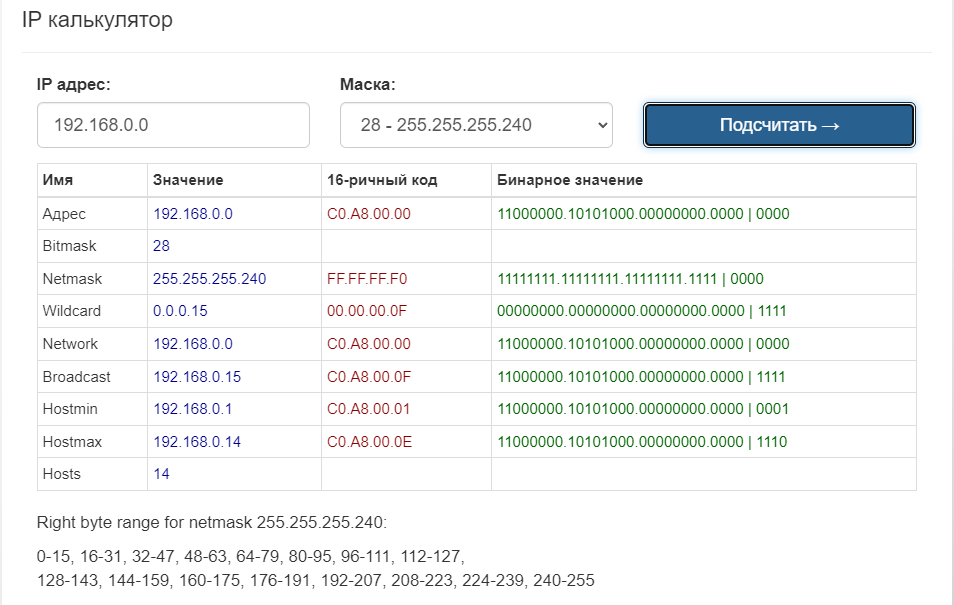 IP калькулятор
IP адрес: Маска:
192.168.0.0 28 - 255.255.255.240 Подсчитать →
Имя Значение 16-ричный код Бинарное значение
Адрес 192.168.0.0 C0.A8.00.00 11000000.10101000.00000000.0000 | 0000
Bitmask 28
Netmask 255.255.255.240 FF.FF.FF.F0 11111111.11111111.11111111.1111 | 0000
Wildcard 0.0.0.15 00.00.00.0F 00000000.00000000.00000000.0000 | 1111
Network 192.168.0.0 C0.A8.00.00 11000000.10101000.00000000.0000 | 0000
Broadcast 192.168.0.15 C0.A8.00.0F 11000000.10101000.00000000.0000 | 1111
Hostmin 192.168.0.1 C0.A8.00.01 11000000.10101000.00000000.0000 | 0001
Hostmax 192.168.0.14 C0.A8.00.0E 11000000.10101000.00000000.0000 | 1110
Hosts 14
Right byte range for netmask 255.255.255.240:
0-15, 16-31, 32-47, 48-63, 64-79, 80-95, 96-111, 112-127,
128-143, 144-159, 160-175, 176-191, 192-207, 208-223, 224-239, 240-255